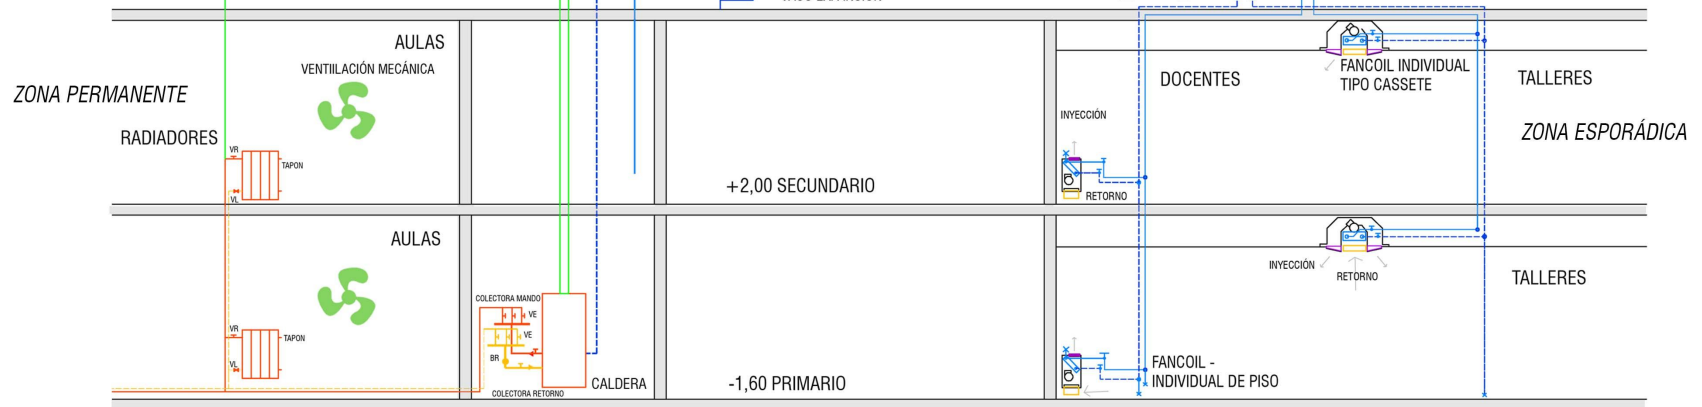 AULAS
VENTIILACIÓN MECÁNICA
ZONA PERMANENTE
RADIADORES
VR
TAPON
VL
+2,00 SECUNDARIO
DOCENTES
INYECCIÓN
RETORNO
FANCOIL INDIVIDUAL
TIPO CASSETE
TALLERES
ZONA ESPORÁDICA
AULAS
VR
TAPON
VL
COLECTORA MANDO
VE
VE
BR
COLECTORA RETORNO
CALDERA
-1,60 PRIMARIO
FANCOIL -
INDIVIDUAL DE PISO
INYECCIÓN
RETORNO
TALLERES